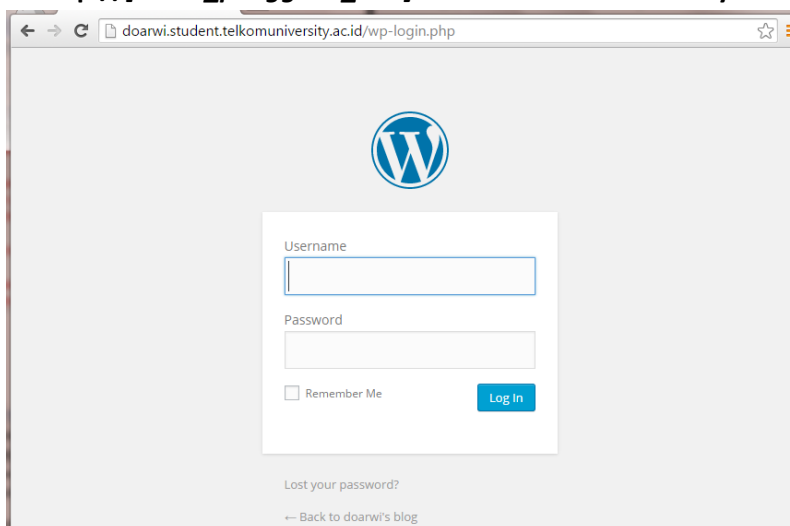 doarwi.student.telkomuniversity.ac.id/wp-login.php
Username
Password
Remember Me
Log In
Lost your password?
← Back to doarwi's blog